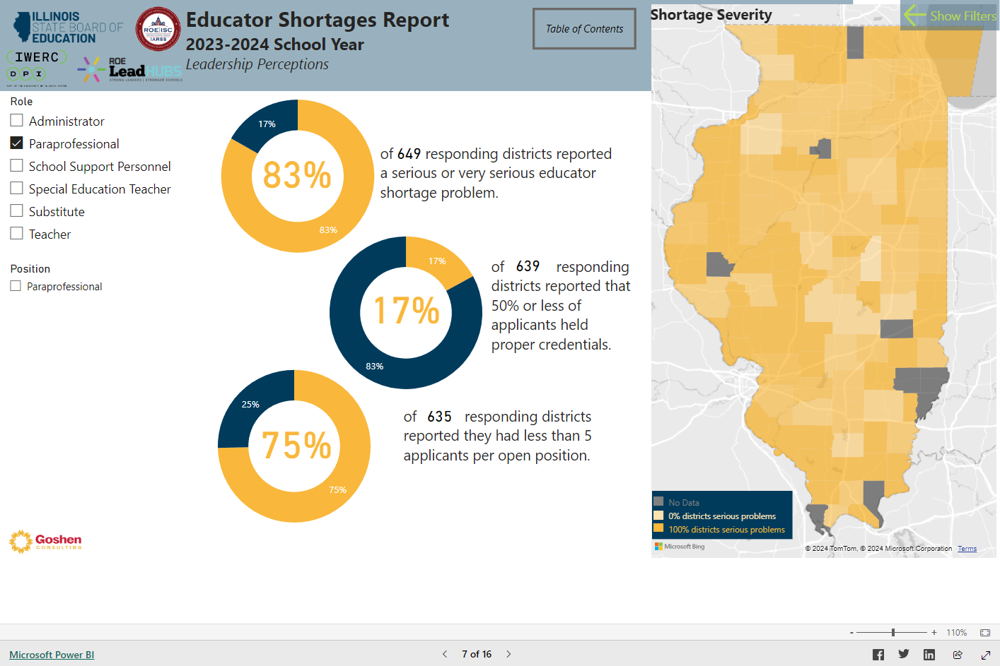 ILLINOIS
STATE BOARD OF
EDUCATION
ROE/ISC
IARSS
IWERC
DPI
ROE
LeadHUBS
STRONG LEADERS | STRONGER SCHOOLS
Educator Shortages Report
2023-2024 School Year
Leadership Perceptions
Table of Contents
Shortage Severity
Show Filters
Role
Administrator
Paraprofessional
School Support Personnel
Special Education Teacher
Substitute
Teacher
Position
Paraprofessional
17%
83%
83%
of 649 responding districts reported
a serious or very serious educator
shortage problem.
17%
17%
83%
of 639 responding
districts reported that
50% or less of
applicants held
proper credentials.
25%
75%
75%
of 635 responding districts
reported they had less than 5
applicants per open position.
Goshen
CONSULTING
No Data
0% districts serious problems
100% districts serious problems
Microsoft Bing
© 2024 TomTom, © 2024 Microsoft Corporation Terms
- + 110%
Microsoft Power BI
< 7 of 16 >